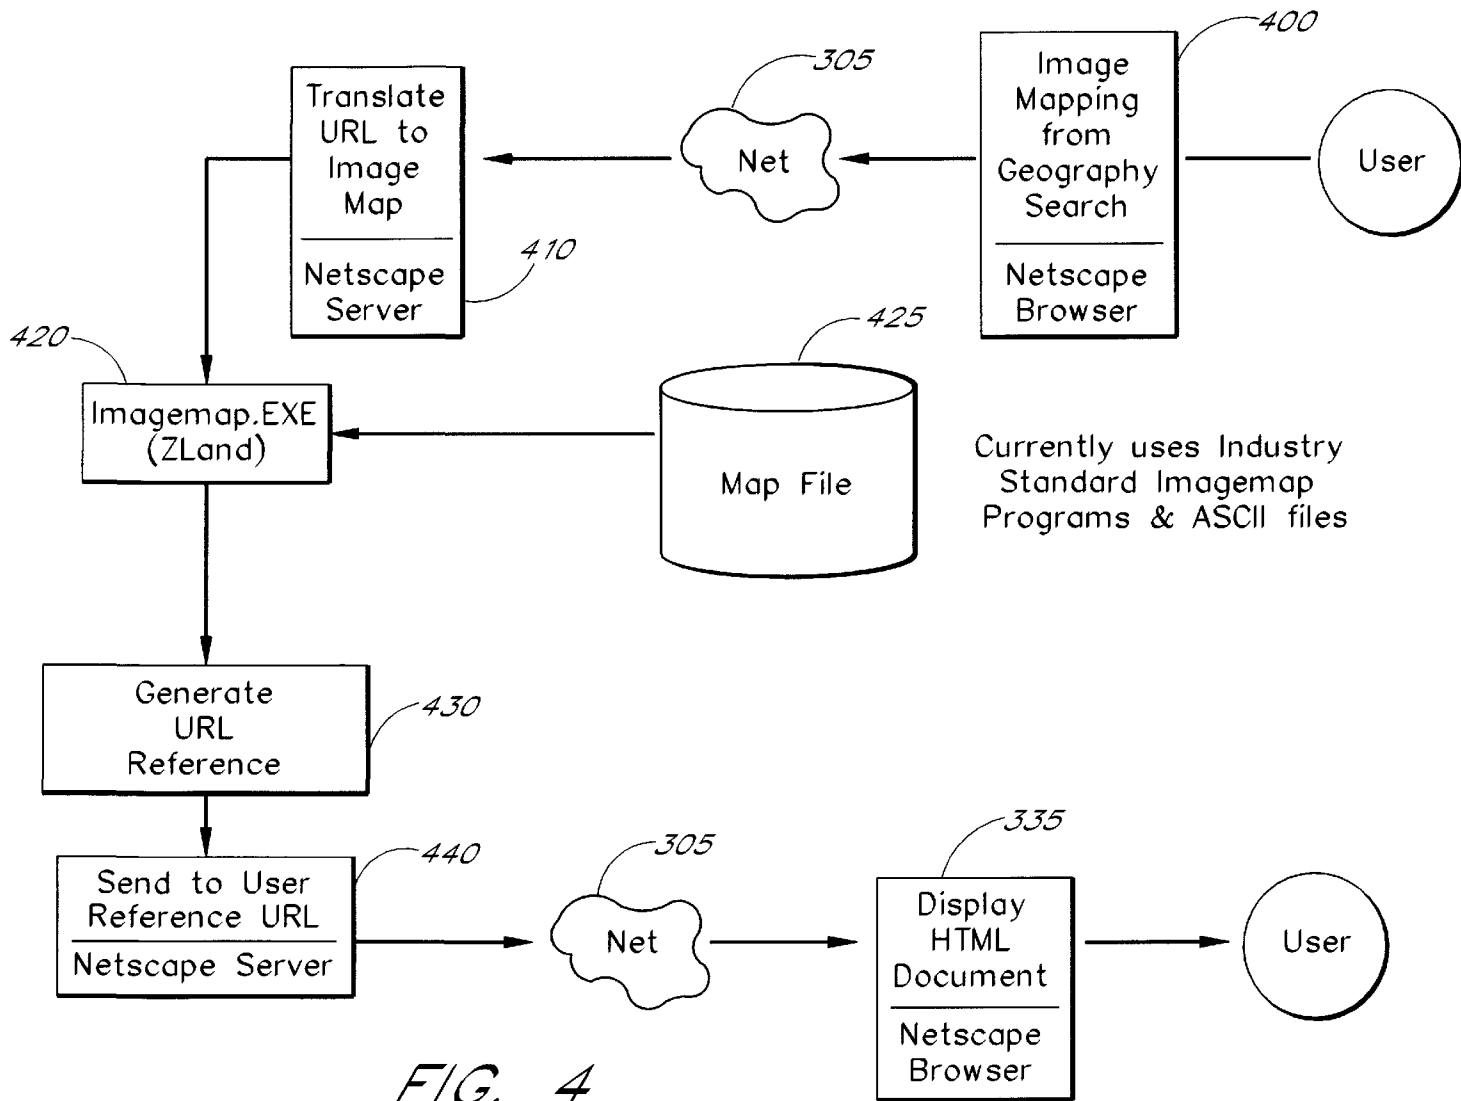 400
Image
Mapping
from
Geography
Search
Netscape
Browser
User
305
Net
Translate
URL to
Image
Map
Netscape
Server
410
420
Imagemap.EXE
(ZLand)
425
Map File
Currently uses Industry
Standard Imagemap
Programs & ASCII files
Generate
URL
Reference
430
Send to User
Reference URL
Netscape Server
440
305
Net
335
Display
HTML
Document
Netscape
Browser
User
FIG. 4